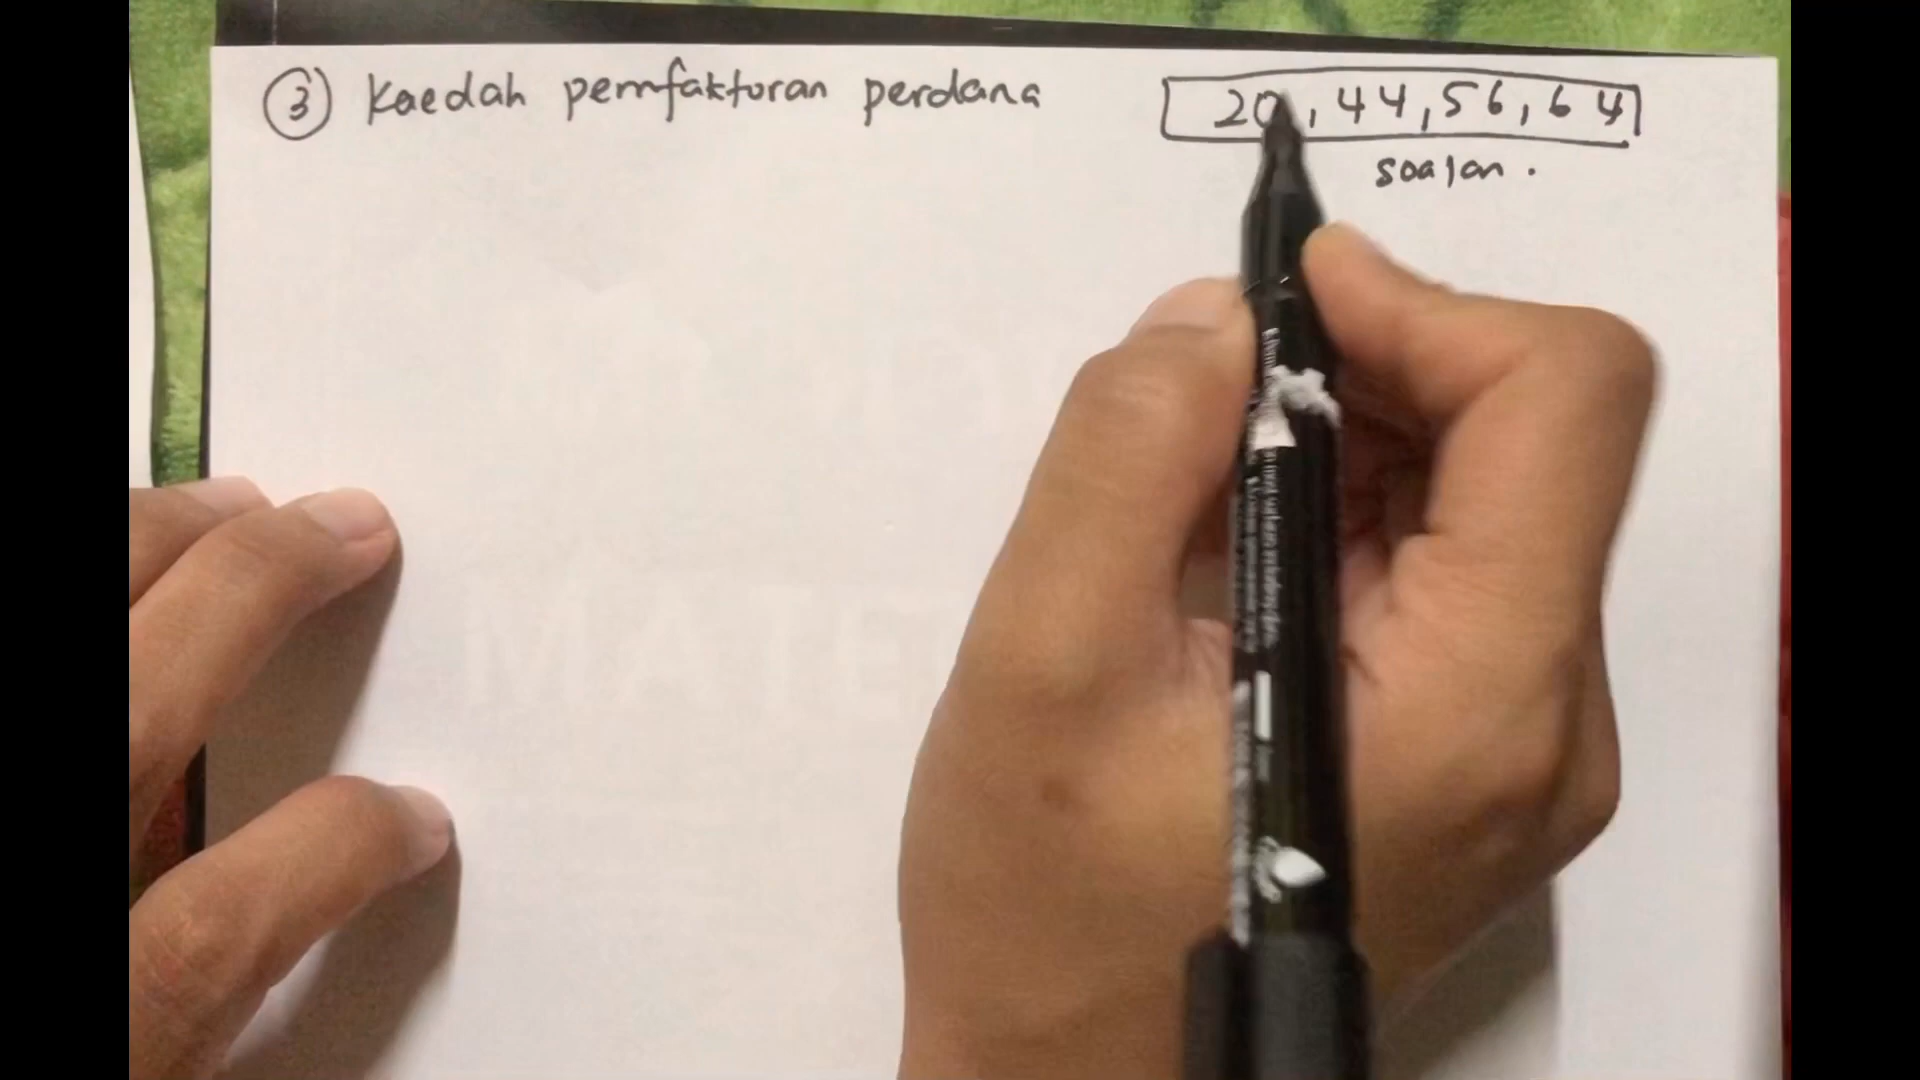 ③ Kaedah pemfaktoran perdana
20, 44, 56, 64
soalan.